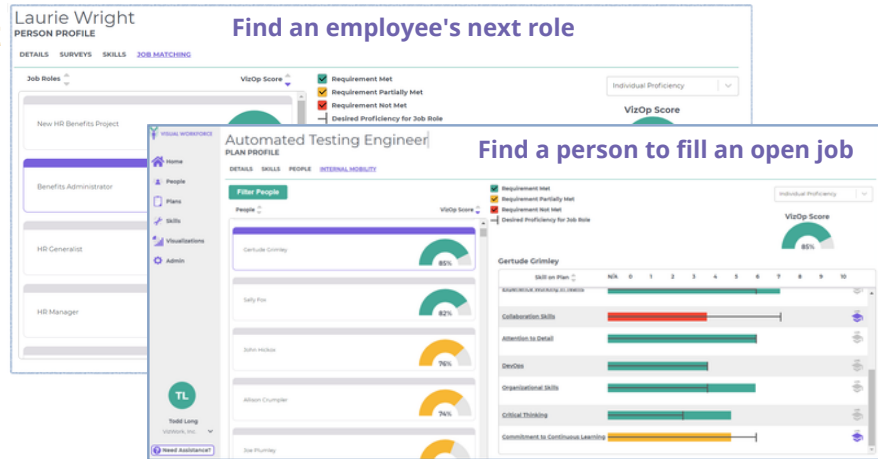 Laurie Wright
PERSON PROFILE
Find an employee's next role
DETAILS SURVEYS SKILLS JOB MATCHING
Job Roles
VizOp Score
Requirement Met
Requirement Partially Met
Requirement Not Met
Desired Proficiency for Job Role
Individual Proficiency
VizOp Score
New HR Benefits Project
Benefits Administrator
HR Generalist
HR Manager
VISUAL WORKFORCE
Home
People
Plans
Skills
Visualizations
Admin
TL
Todd Long
Need Assistance?
Automated Testing Engineer
PLAN PROFILE
Find a person to fill an open job
DETAILS SKILLS PEOPLE INTERNAL MOBILITY
Filter People
People
VizOp Score
Requirement Met
Requirement Partially Met
Requirement Not Met
Desired Proficiency for Job Role
Individual Proficiency
VizOp Score
85%
Gertude Grimley
85%
Sally Fox
82%
John Hobbs
76%
Allison Crumpler
74%
Joe Plumley
Gertude Grimley
Skill on Plan N/A 0 1 2 3 4 5 6 7 8 9 10
Experience Working in Teams
Collaboration Skills
Attention to Detail
DevOps
Organizational Skills
Critical Thinking
Commitment to Continuous Learning